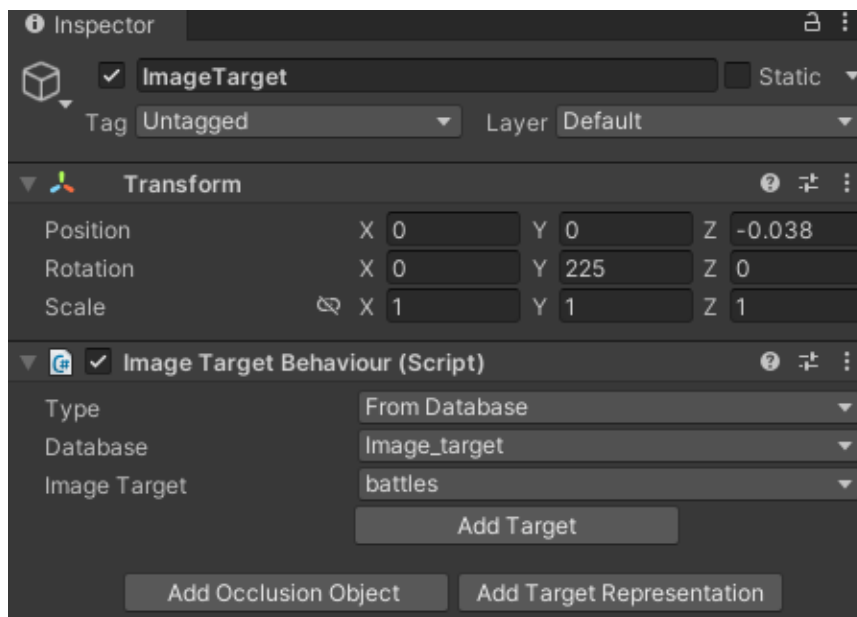 Inspector
ImageTarget Static
Tag Untagged Layer Default
Transform
Position X 0 Y 0 Z -0.038
Rotation X 0 Y 225 Z 0
Scale X 1 Y 1 Z 1
Image Target Behaviour (Script)
Type From Database
Database Image_target
Image Target battles
Add Target
Add Occlusion Object Add Target Representation